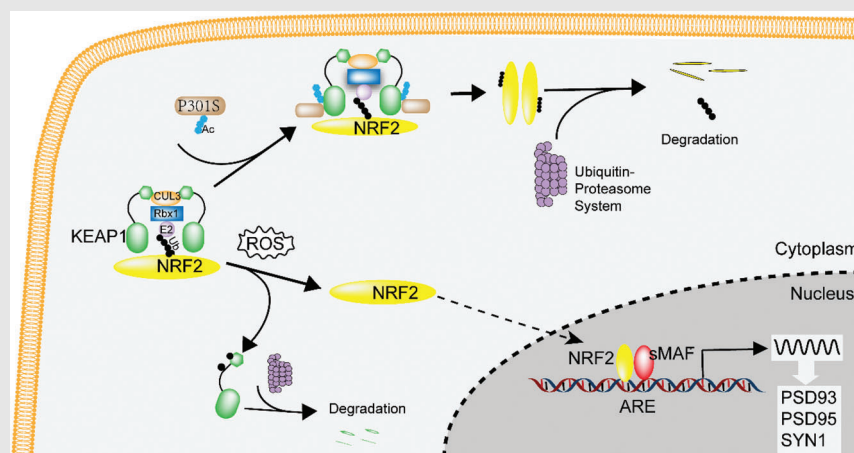 P301S
Ac
NRF2
Degradation
Ubiquitin-
Proteasome
System
CUL3
Rbx1
E2
Ub
KEAP1
NRF2
ROS
NRF2
Cytoplasm
Nucleus
NRF2
sMAF
ARE
PSD93
PSD95
SYN1
Degradation